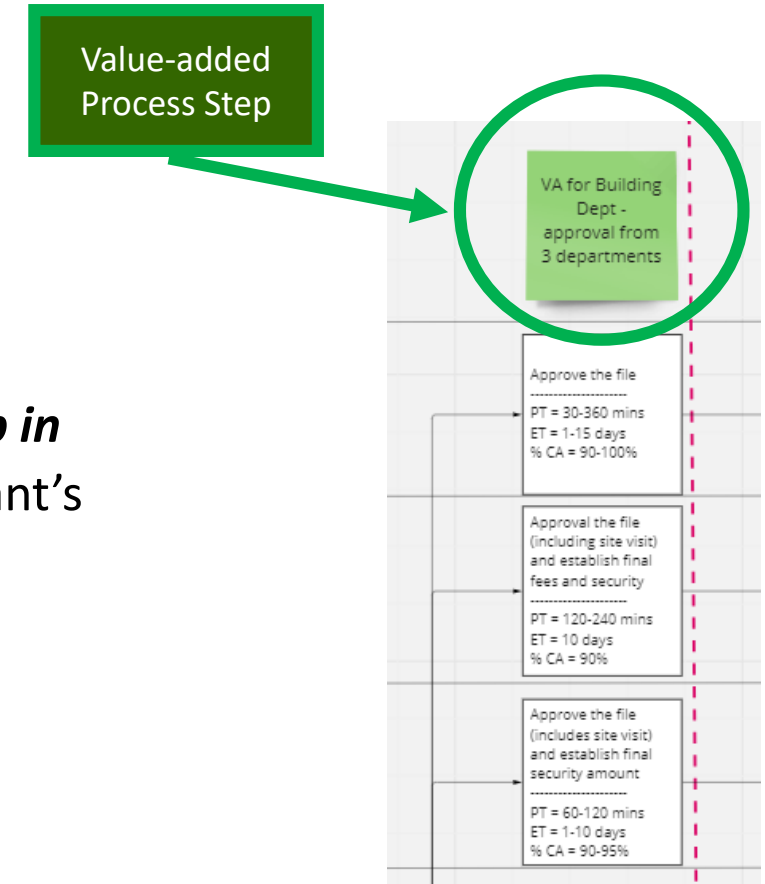 Value-added
Process Step
VA for Building
Dept -
approval from
3 departments
p in
nt’s
Approve the file
----------------------
PT = 30-360 mins
ET = 1-15 days
% CA = 90-100%
Approval the file
(including site visit)
and establish final
fees and security
----------------------
PT = 120-240 mins
ET = 10 days
% CA = 90%
Approve the file
(includes site visit)
and establish final
security amount
----------------------
PT = 60-120 mins
ET = 1-10 days
% CA = 90-95%